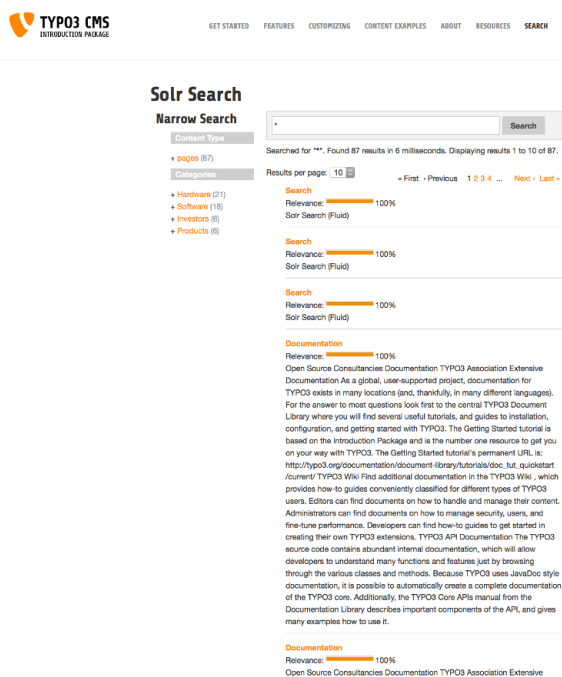 TYPO3 CMS
INTRODUCTION PACKAGE
GET STARTED FEATURES CUSTOMIZING CONTENT EXAMPLES ABOUT RESOURCES SEARCH
Solr Search
Narrow Search
Content Type
+ pages (87)
Categories
+ Hardware (21)
+ Software (16)
+ Investors (6)
+ Products (6)
* Search
Searched for "*". Found 87 results in 6 milliseconds. Displaying results 1 to 10 of 87.
Results per page: 10
« First ‹ Previous 1 2 3 4 ... Next › Last »
Search
Relevance: 100%
Solr Search (Fluid)
Search
Relevance: 100%
Solr Search (Fluid)
Search
Relevance: 100%
Solr Search (Fluid)
Documentation
Relevance: 100%
Open Source Consultancies Documentation TYPO3 Association Extensive
Documentation As a global, user-supported project, documentation for
TYPO3 exists in many locations (and, thankfully, in many different languages).
For the answer to most questions look first to the central TYPO3 Document
Library where you will find several useful tutorials, and guides to installation,
configuration, and getting started with TYPO3. The Getting Started tutorial is
based on the Introduction Package and is the number one resource to get you
on your way with TYPO3. The Getting Started tutorial's permanent URL is:
http://typo3.org/documentation/document-library/tutorials/doc_tut_quickstart
/current/ TYPO3 Wiki Find additional documentation in the TYPO3 Wiki , which
provides how-to guides conveniently classified for different types of TYPO3
users. Editors can find documents on how to handle and manage their content.
Administrators can find documents on how to manage security, users, and
fine-tune performance. Developers can find how-to guides to get started in
creating their own TYPO3 extensions. TYPO3 API Documentation The TYPO3
source code contains abundant internal documentation, which will allow
developers to understand many functions and features just by browsing
through the various classes and methods. Because TYPO3 uses JavaDoc style
documentation, it is possible to automatically create a complete documentation
of the TYPO3 core. Additionally, the TYPO3 Core APIs manual from the
Documentation Library describes important components of the API, and gives
many examples how to use it.
Documentation
Relevance: 100%
Open Source Consultancies Documentation TYPO3 Association Extensive